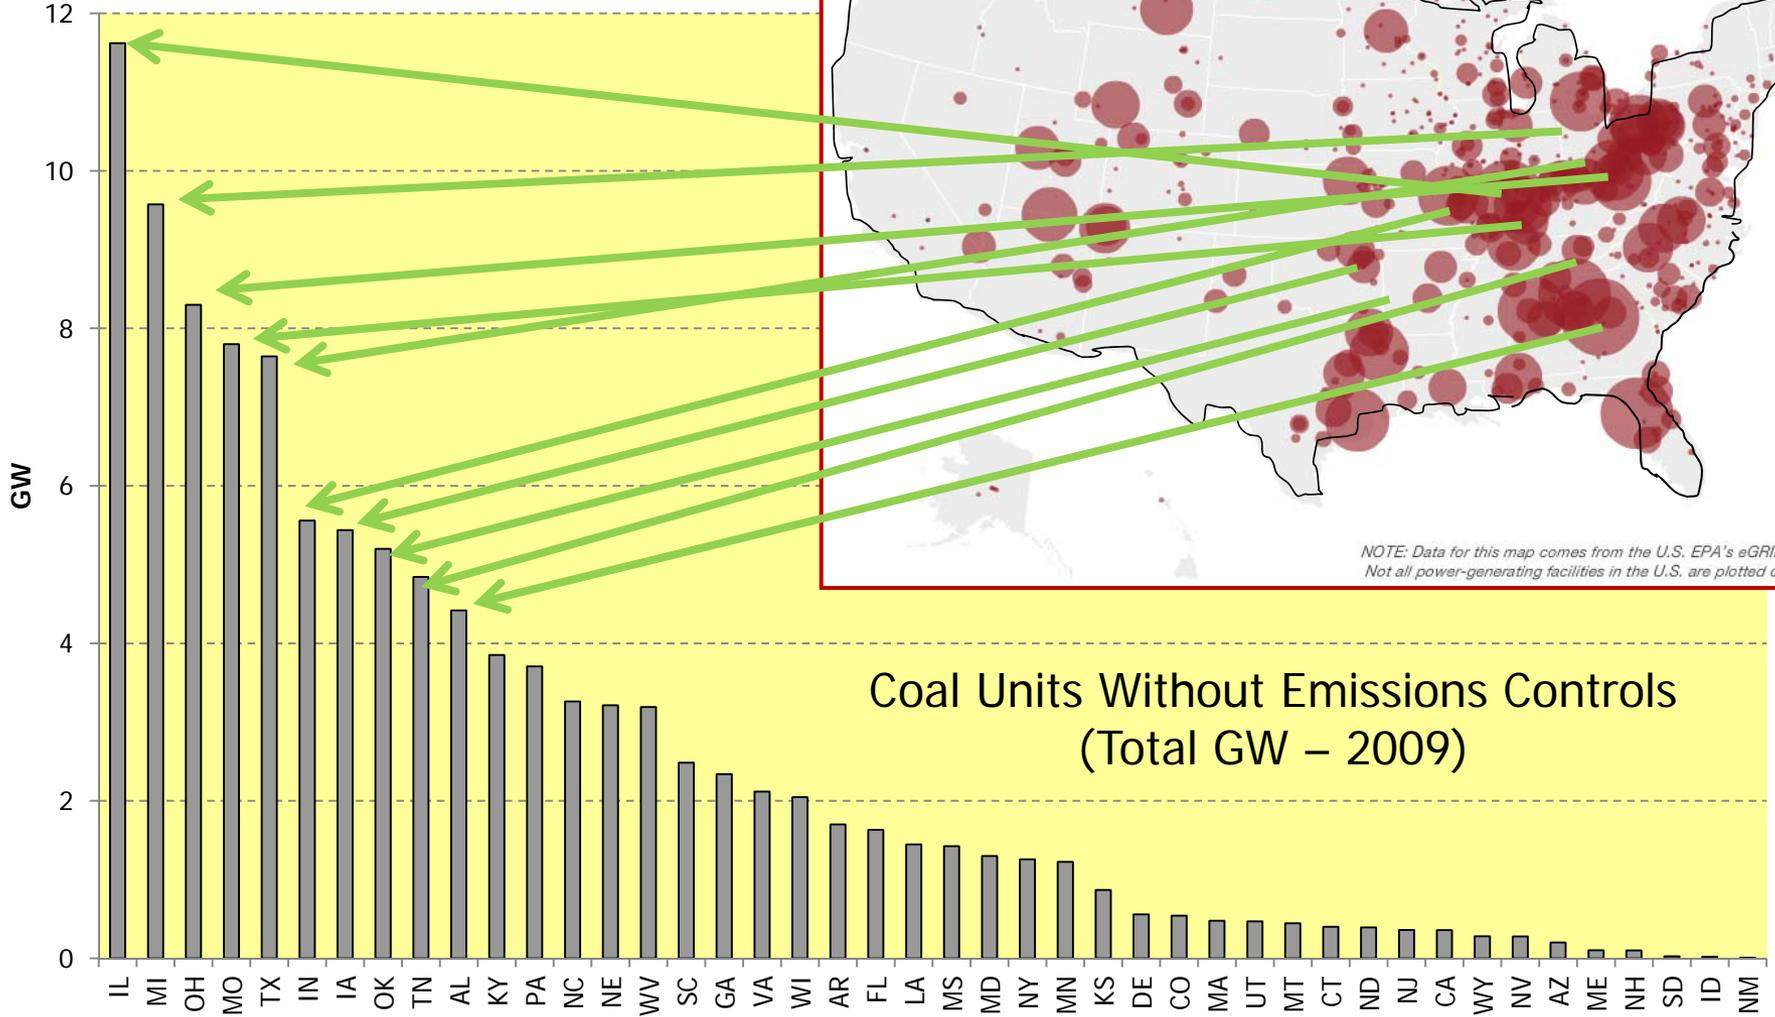 12
10
8
6
4
2
0
GW
NOTE: Data for this map comes from the U.S. EPA's eGRI
Not all power-generating facilities in the U.S. are plotted
Coal Units Without Emissions Controls
(Total GW – 2009)
IL MI OH MO TX IN IA OK TN AL KY PA NC NE WV SC GA VA WI AR FL LA MS MD NY MN KS DE CO MA UT MT CT ND NJ CA WY NV AZ ME NH SD ID NM